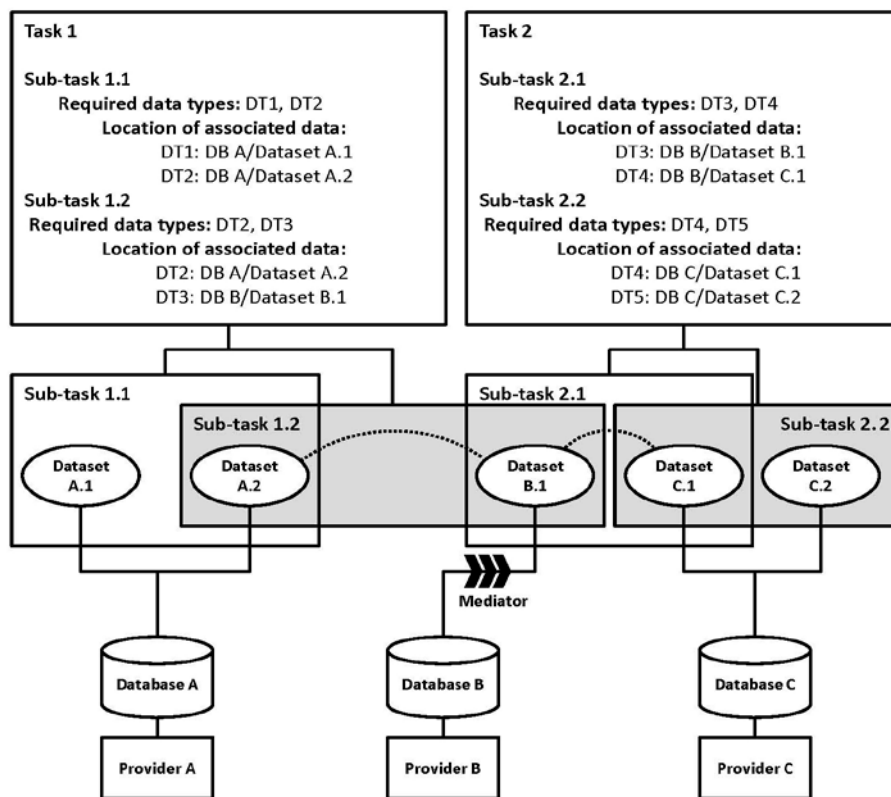 Task 1
Sub-task 1.1
Required data types: DT1, DT2
Location of associated data:
DT1: DB A/Dataset A.1
DT2: DB A/Dataset A.2
Sub-task 1.2
Required data types: DT2, DT3
Location of associated data:
DT2: DB A/Dataset A.2
DT3: DB B/Dataset B.1
Task 2
Sub-task 2.1
Required data types: DT3, DT4
Location of associated data:
DT3: DB B/Dataset B.1
DT4: DB B/Dataset C.1
Sub-task 2.2
Required data types: DT4, DT5
Location of associated data:
DT4: DB C/Dataset C.1
DT5: DB C/Dataset C.2
Sub-task 1.1
Sub-task 1.2
Sub-task 2.1
Sub-task 2.2
Dataset
A.1
Dataset
A.2
Dataset
B.1
Dataset
C.1
Dataset
C.2
Mediator
Database A
Database B
Database C
Provider A
Provider B
Provider C